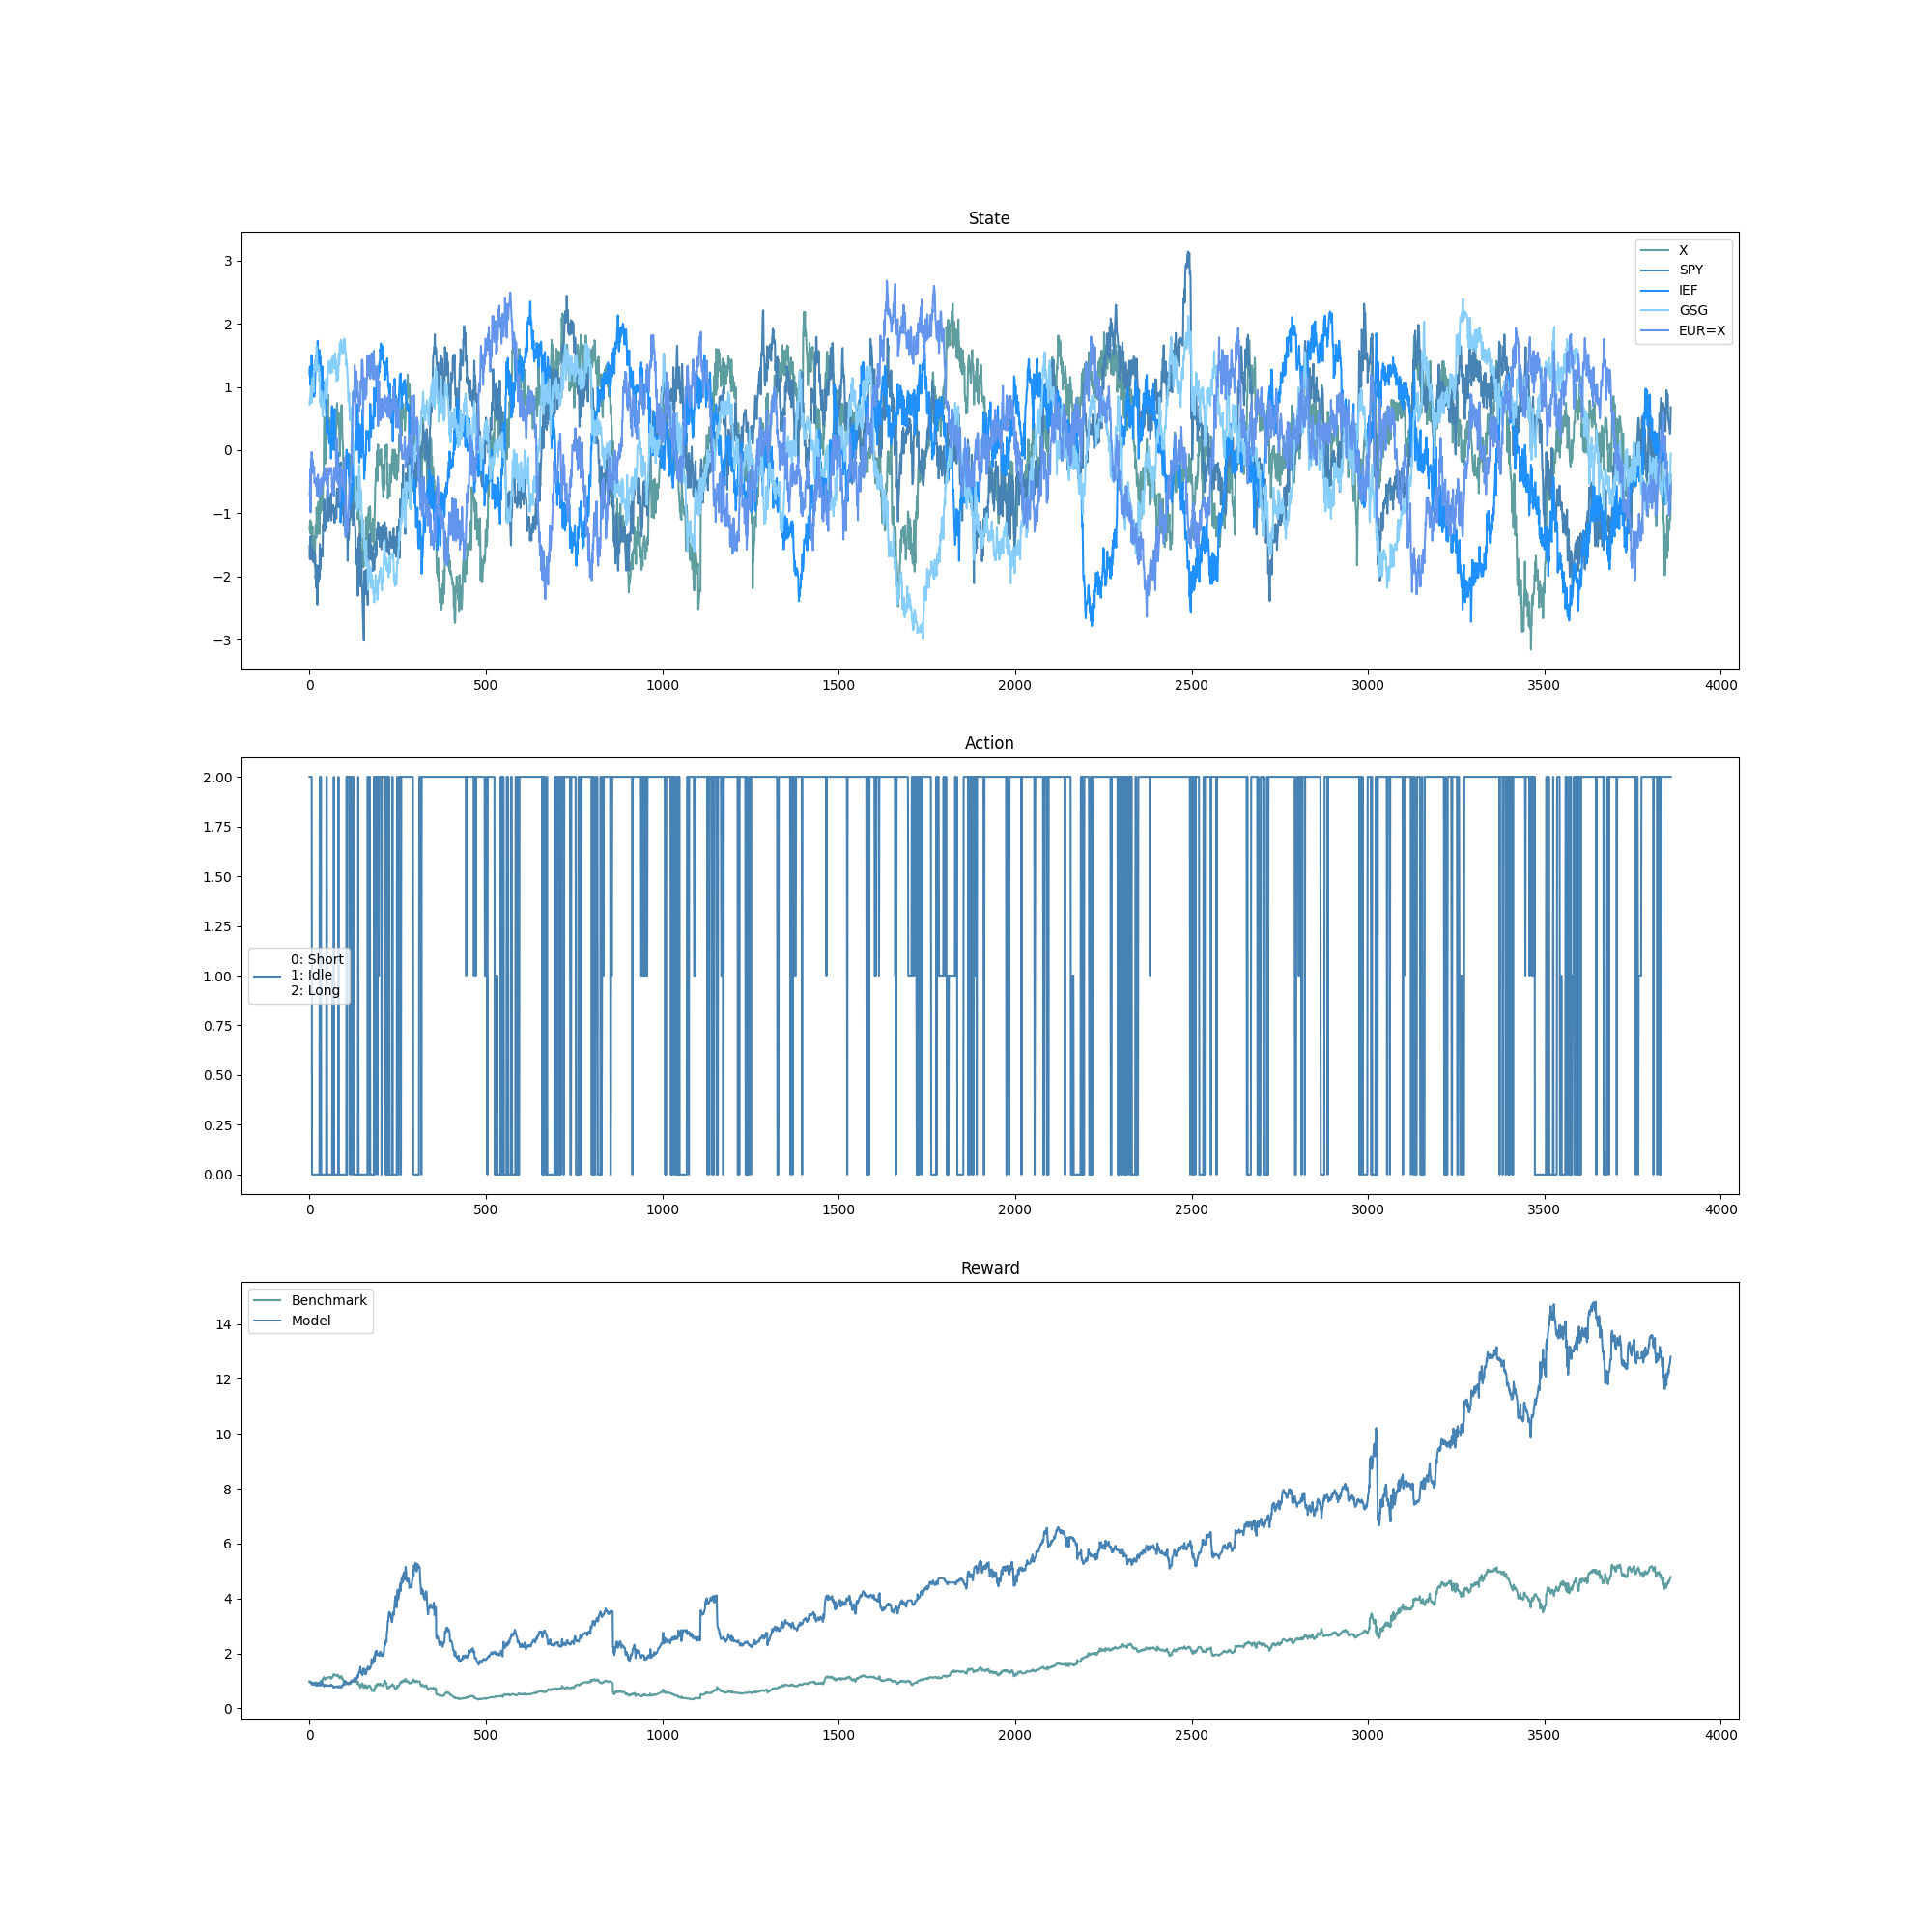 State
3
2
1
0
−1
−2
−3
X
SPY
IEF
GSG
EUR=X
0 500 1000 1500 2000 2500 3000 3500 4000
Action
2.00
1.75
1.50
1.25
1.00
0.75
0.50
0.25
0.00
0: Short
1: Idle
2: Long
0 500 1000 1500 2000 2500 3000 3500 4000
Reward
Benchmark
Model
14
12
10
8
6
4
2
0
0 500 1000 1500 2000 2500 3000 3500 4000